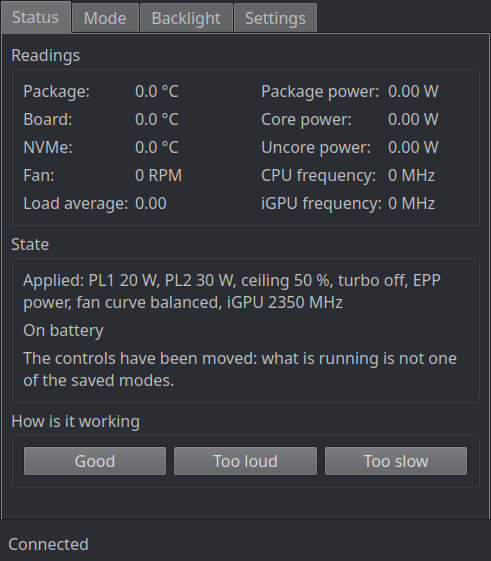 Status Mode Backlight Settings
Readings
Package: 0.0 °C Package power: 0.00 W
Board: 0.0 °C Core power: 0.00 W
NVMe: 0.0 °C Uncore power: 0.00 W
Fan: 0 RPM CPU frequency: 0 MHz
Load average: 0.00 iGPU frequency: 0 MHz
State
Applied: PL1 20 W, PL2 30 W, ceiling 50 %, turbo off, EPP
power, fan curve balanced, iGPU 2350 MHz
On battery
The controls have been moved: what is running is not one
of the saved modes.
How is it working
Good Too loud Too slow
Connected